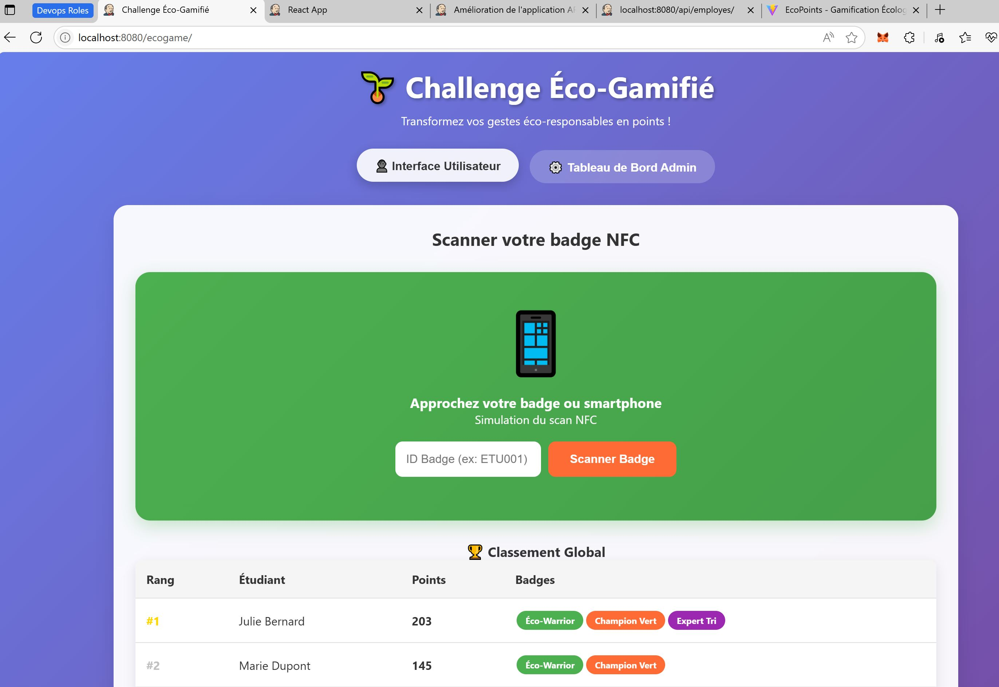 Devops Roles
Challenge Éco-Gamifié
React App
Amélioration de l'application
localhost:8080/api/employes/
EcoPoints - Gamification
localhost:8080/ecogame/
Challenge Éco-Gamifié
Transformez vos gestes éco-responsables en points !
Interface Utilisateur
Tableau de Bord Admin
Scanner votre badge NFC
Approchez votre badge ou smartphone
Simulation du scan NFC
ID Badge (ex: ETU001)
Scanner Badge
Classement Global
Rang Étudiant Points Badges
#1 Julie Bernard 203 Éco-Warrior Champion Vert Expert Tri
#2 Marie Dupont 145 Éco-Warrior Champion Vert